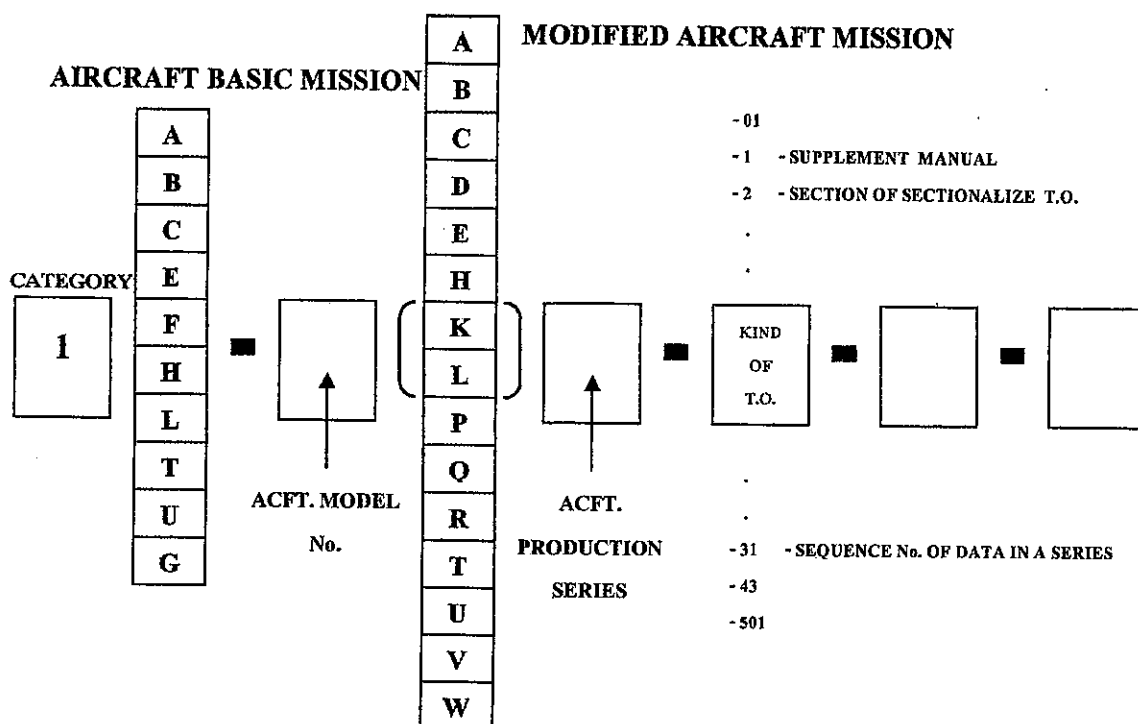 MODIFIED AIRCRAFT MISSION
AIRCRAFT BASIC MISSION
A
B
C
E
F
H
L
T
U
G
A
B
C
D
E
H
K
L
P
Q
R
T
U
V
W
- 01
- 1 - SUPPLEMENT MANUAL
- 2 - SECTION OF SECTIONALIZE T.O.
.
.
CATEGORY
1
-
(
)
-
KIND
OF
T.O.
-
-
ACFT. MODEL
No.
ACFT.
PRODUCTION
SERIES
.
.
- 31 - SEQUENCE No. OF DATA IN A SERIES
- 43
- 501